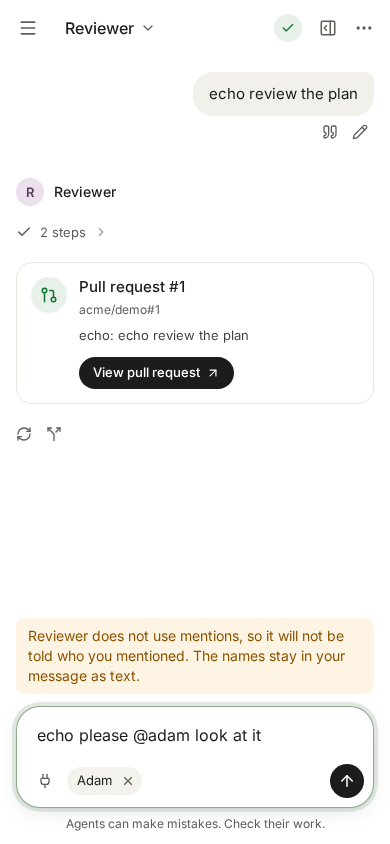 Reviewer
echo review the plan
R
Reviewer
2 steps
Pull request #1
acme/demo#1
echo: echo review the plan
View pull request
Reviewer does not use mentions, so it will not be
told who you mentioned. The names stay in your
message as text.
echo please @adam look at it
Adam
Agents can make mistakes. Check their work.